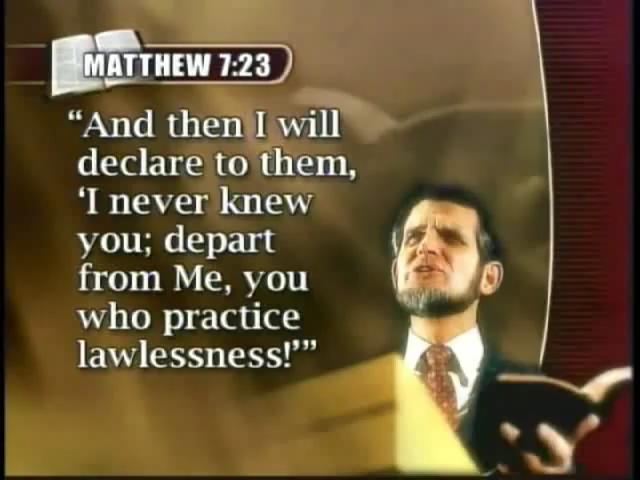 MATTHEW 7:23
“And then I will
declare to them,
‘I never knew
you; depart
from Me, you
who practice
lawlessness!’”